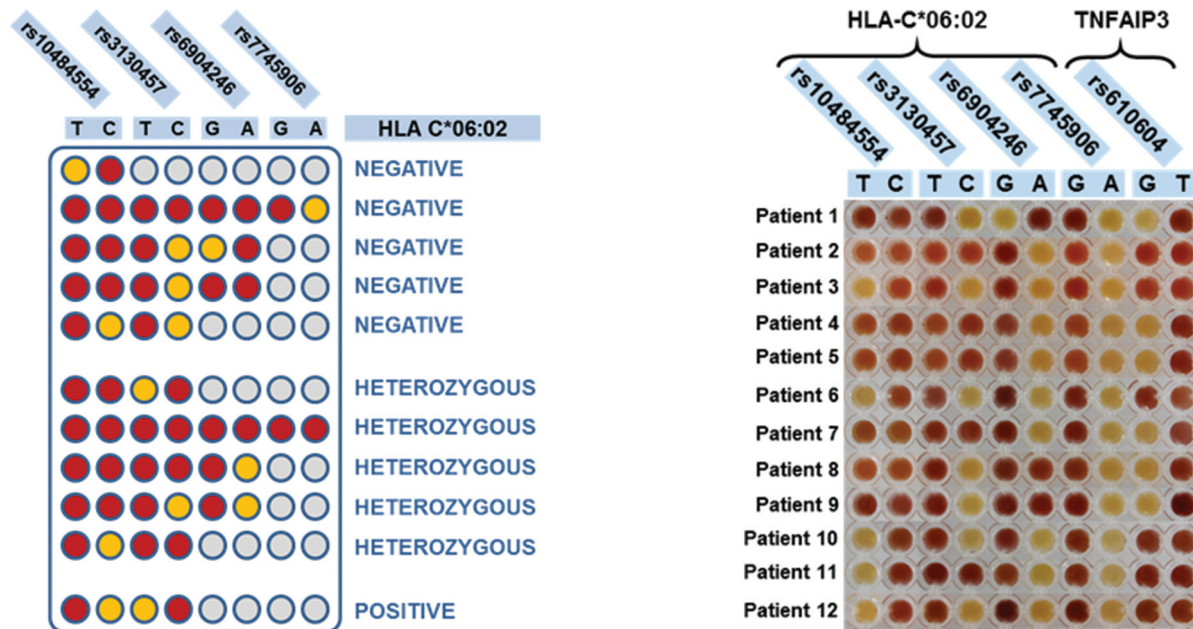 rs10484554 rs3130457 rs6904246 rs7745906
T C T C G A G A HLA C*06:02
NEGATIVE
NEGATIVE
NEGATIVE
NEGATIVE
NEGATIVE
HETEROZYGOUS
HETEROZYGOUS
HETEROZYGOUS
HETEROZYGOUS
HETEROZYGOUS
POSITIVE
HLA-C*06:02 TNFAIP3
rs10484554 rs3130457 rs6904246 rs7745906 rs610604
T C T C G A G A G T
Patient 1
Patient 2
Patient 3
Patient 4
Patient 5
Patient 6
Patient 7
Patient 8
Patient 9
Patient 10
Patient 11
Patient 12